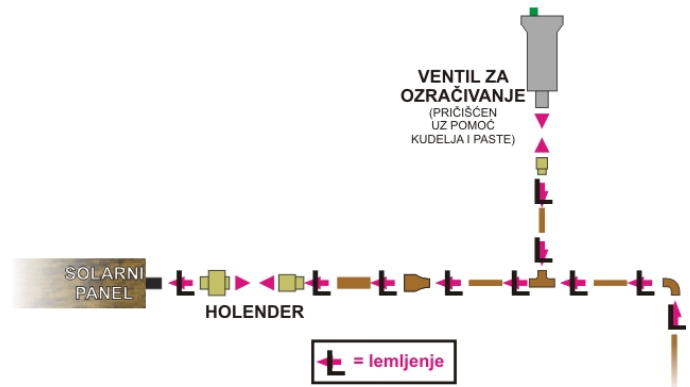 VENTIL ZA
OZRAČIVANJE
(PRIČIŠĆEN
UZ POMOĆ
KUDELJA I PASTE)
L
L
SOLARNI
PANEL
L
L
L
L
L
L
L
HOLENDER
L
L = lemljenje